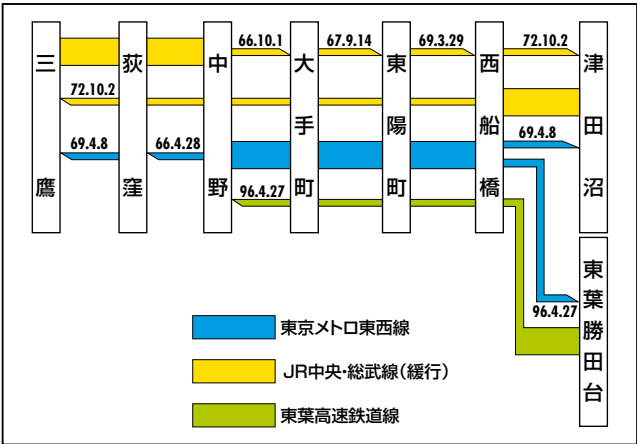 三鷹
荻窪
中野
大手町
東陽町
西船橋
津田沼
66.10.1
67.9.14
69.3.29
72.10.2
72.10.2
69.4.8
66.4.28
69.4.8
96.4.27
96.4.27
東葉勝田台
東京メトロ東西線
JR中央・総武線(緩行)
東葉高速鉄道線